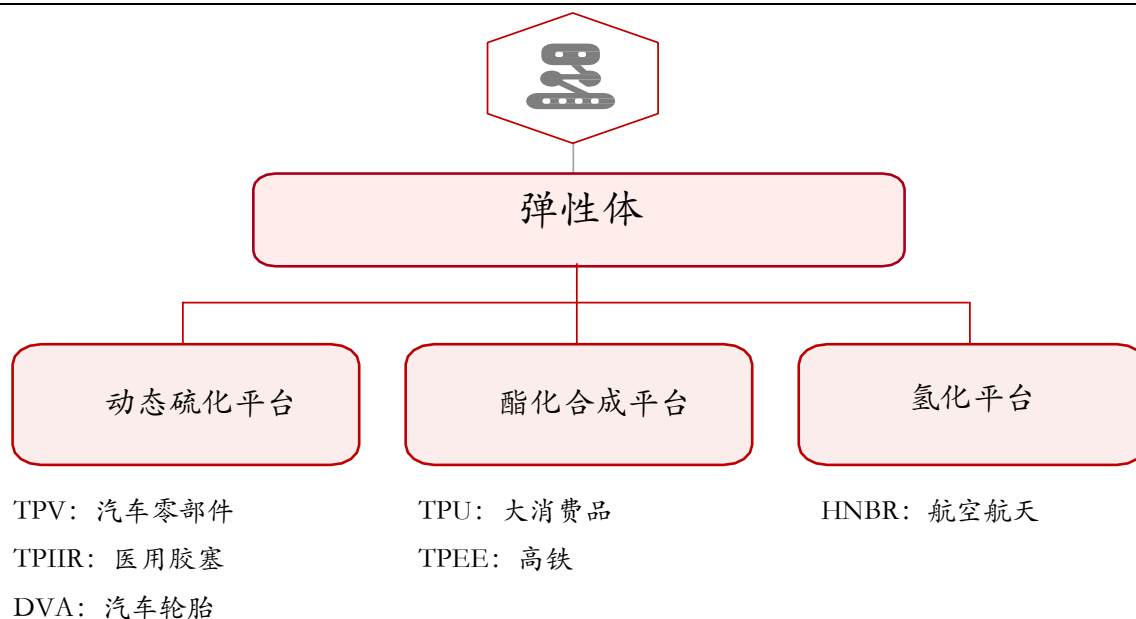 弹性体
动态硫化平台
酯化合成平台
氢化平台
TPV：汽车零部件
TPIIR：医用胶塞
DVA：汽车轮胎
TPU：大消费品
TPEE：高铁
HNBR：航空航天